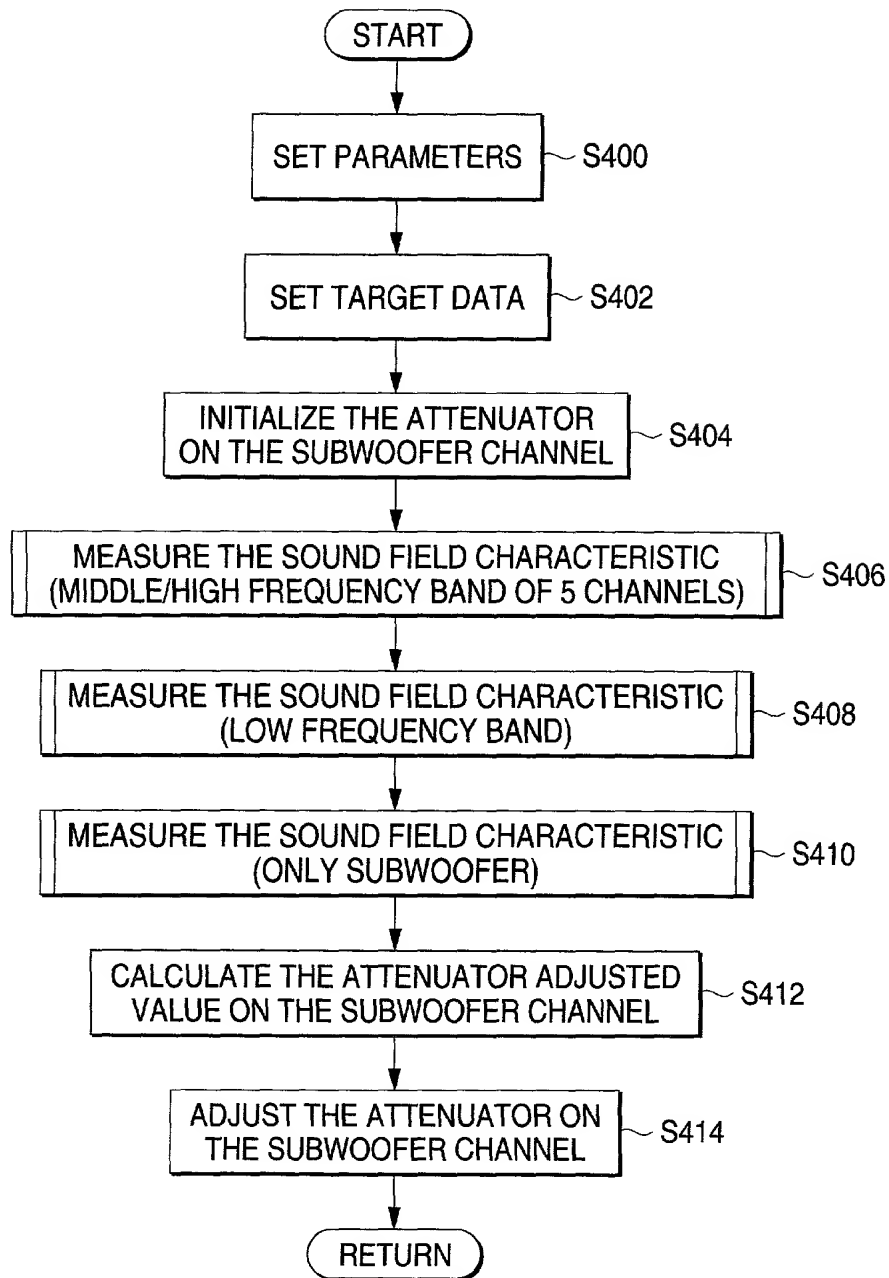 START
SET PARAMETERS
S400
SET TARGET DATA
S402
INITIALIZE THE ATTENUATOR
ON THE SUBWOOFER CHANNEL
S404
MEASURE THE SOUND FIELD CHARACTERISTIC
(MIDDLE/HIGH FREQUENCY BAND OF 5 CHANNELS)
S406
MEASURE THE SOUND FIELD CHARACTERISTIC
(LOW FREQUENCY BAND)
S408
MEASURE THE SOUND FIELD CHARACTERISTIC
(ONLY SUBWOOFER)
S410
CALCULATE THE ATTENUATOR ADJUSTED
VALUE ON THE SUBWOOFER CHANNEL
S412
ADJUST THE ATTENUATOR ON
THE SUBWOOFER CHANNEL
S414
RETURN